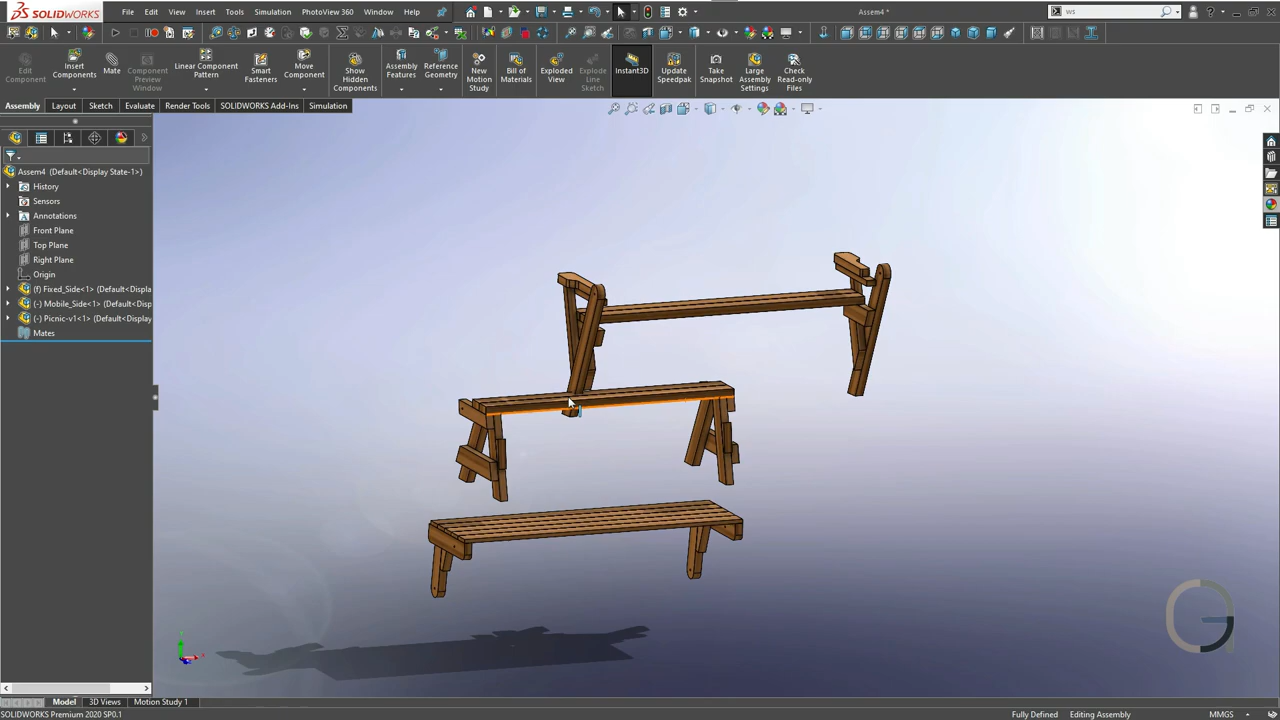 SOLIDWORKS
File
Edit
View
Insert
Tools
Simulation
PhotoView 360
Window
Help
Assem4 *
ws
Edit Component
Insert Components
Mate
Component Preview Window
Linear Component Pattern
Smart Fasteners
Move Component
Show Hidden Components
Assembly Features
Reference Geometry
New Motion Study
Bill of Materials
Exploded View
Explode Line Sketch
Instant3D
Update Speedpak
Take Snapshot
Large Assembly Settings
Check Read-only Files
Assembly
Layout
Sketch
Evaluate
Render Tools
SOLIDWORKS Add-Ins
Simulation
Assem4 (Default<Display State-1>)
History
Sensors
Annotations
Front Plane
Top Plane
Right Plane
Origin
(f) Fixed_Side<1> (Default<Displa
(-) Mobile_Side<1> (Default<Disp
(-) Picnic-v1<1> (Default<Display
Mates
Model
3D Views
Motion Study 1
SOLIDWORKS Premium 2020 SP0.1
Fully Defined
Editing Assembly
MMGS